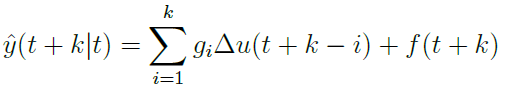 ŷ(t + k|t) = ∑_{i=1}^{k} g_i Δu(t + k − i) + f(t + k)